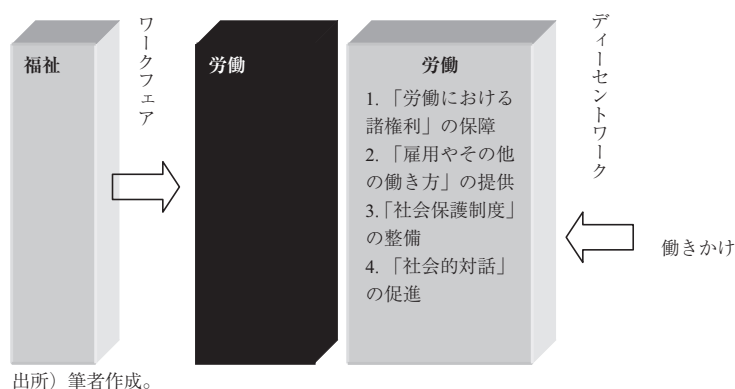 福祉
ワークフェア
労働
労働
1. 「労働における
諸権利」の保障
2. 「雇用やその他
の働き方」の提供
3.「社会保護制度」
の整備
4. 「社会的対話」
の促進
ディーセントワーク
働きかけ
出所）筆者作成。